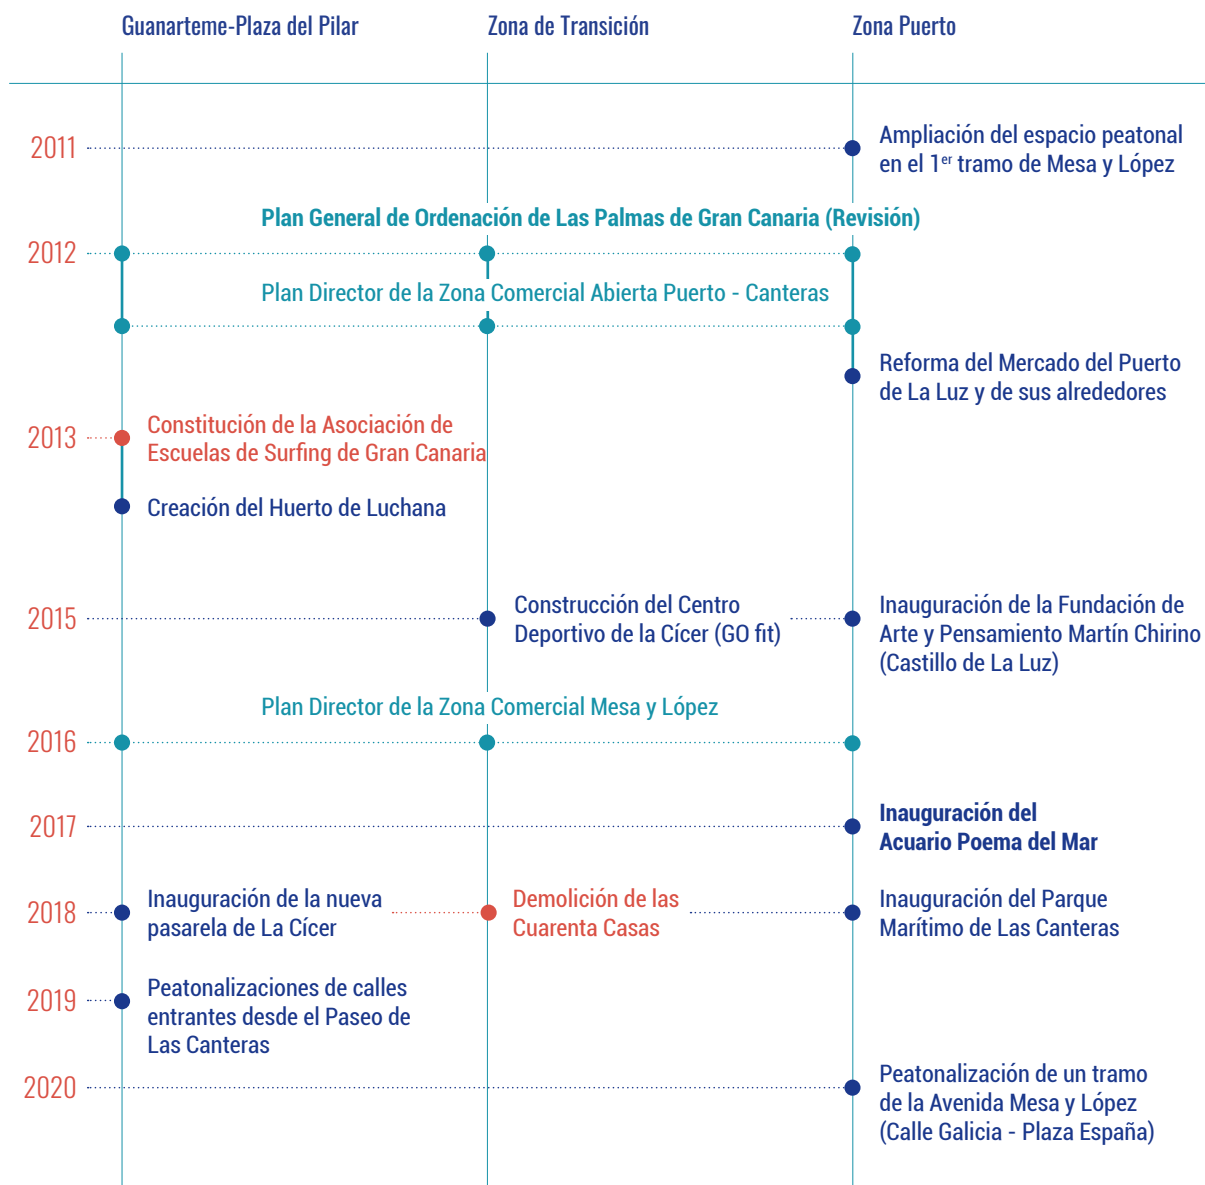 Guanarteme-Plaza del Pilar
Zona de Transición
Zona Puerto
2011
Ampliación del espacio peatonal
en el 1er tramo de Mesa y López
Plan General de Ordenación de Las Palmas de Gran Canaria (Revisión)
2012
Plan Director de la Zona Comercial Abierta Puerto - Canteras
Reforma del Mercado del Puerto
de La Luz y de sus alrededores
2013
Constitución de la Asociación de
Escuelas de Surfing de Gran Canaria
Creación del Huerto de Luchana
2015
Construcción del Centro
Deportivo de la Cícer (GO fit)
Inauguración de la Fundación de
Arte y Pensamiento Martín Chirino
(Castillo de La Luz)
Plan Director de la Zona Comercial Mesa y López
2016
2017
Inauguración del
Acuario Poema del Mar
2018
Inauguración de la nueva
pasarela de La Cícer
Demolición de las
Cuarenta Casas
Inauguración del Parque
Marítimo de Las Canteras
2019
Peatonalizaciones de calles
entrantes desde el Paseo de
Las Canteras
2020
Peatonalización de un tramo
de la Avenida Mesa y López
(Calle Galicia - Plaza España)